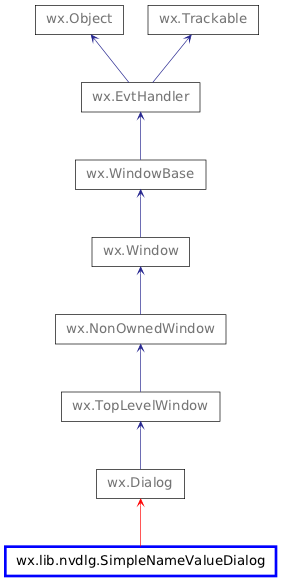 wx.Object wx.Trackable
wx.EvtHandler
wx.WindowBase
wx.Window
wx.NonOwnedWindow
wx.TopLevelWindow
wx.Dialog
wx.lib.nvdlg.SimpleNameValueDialog